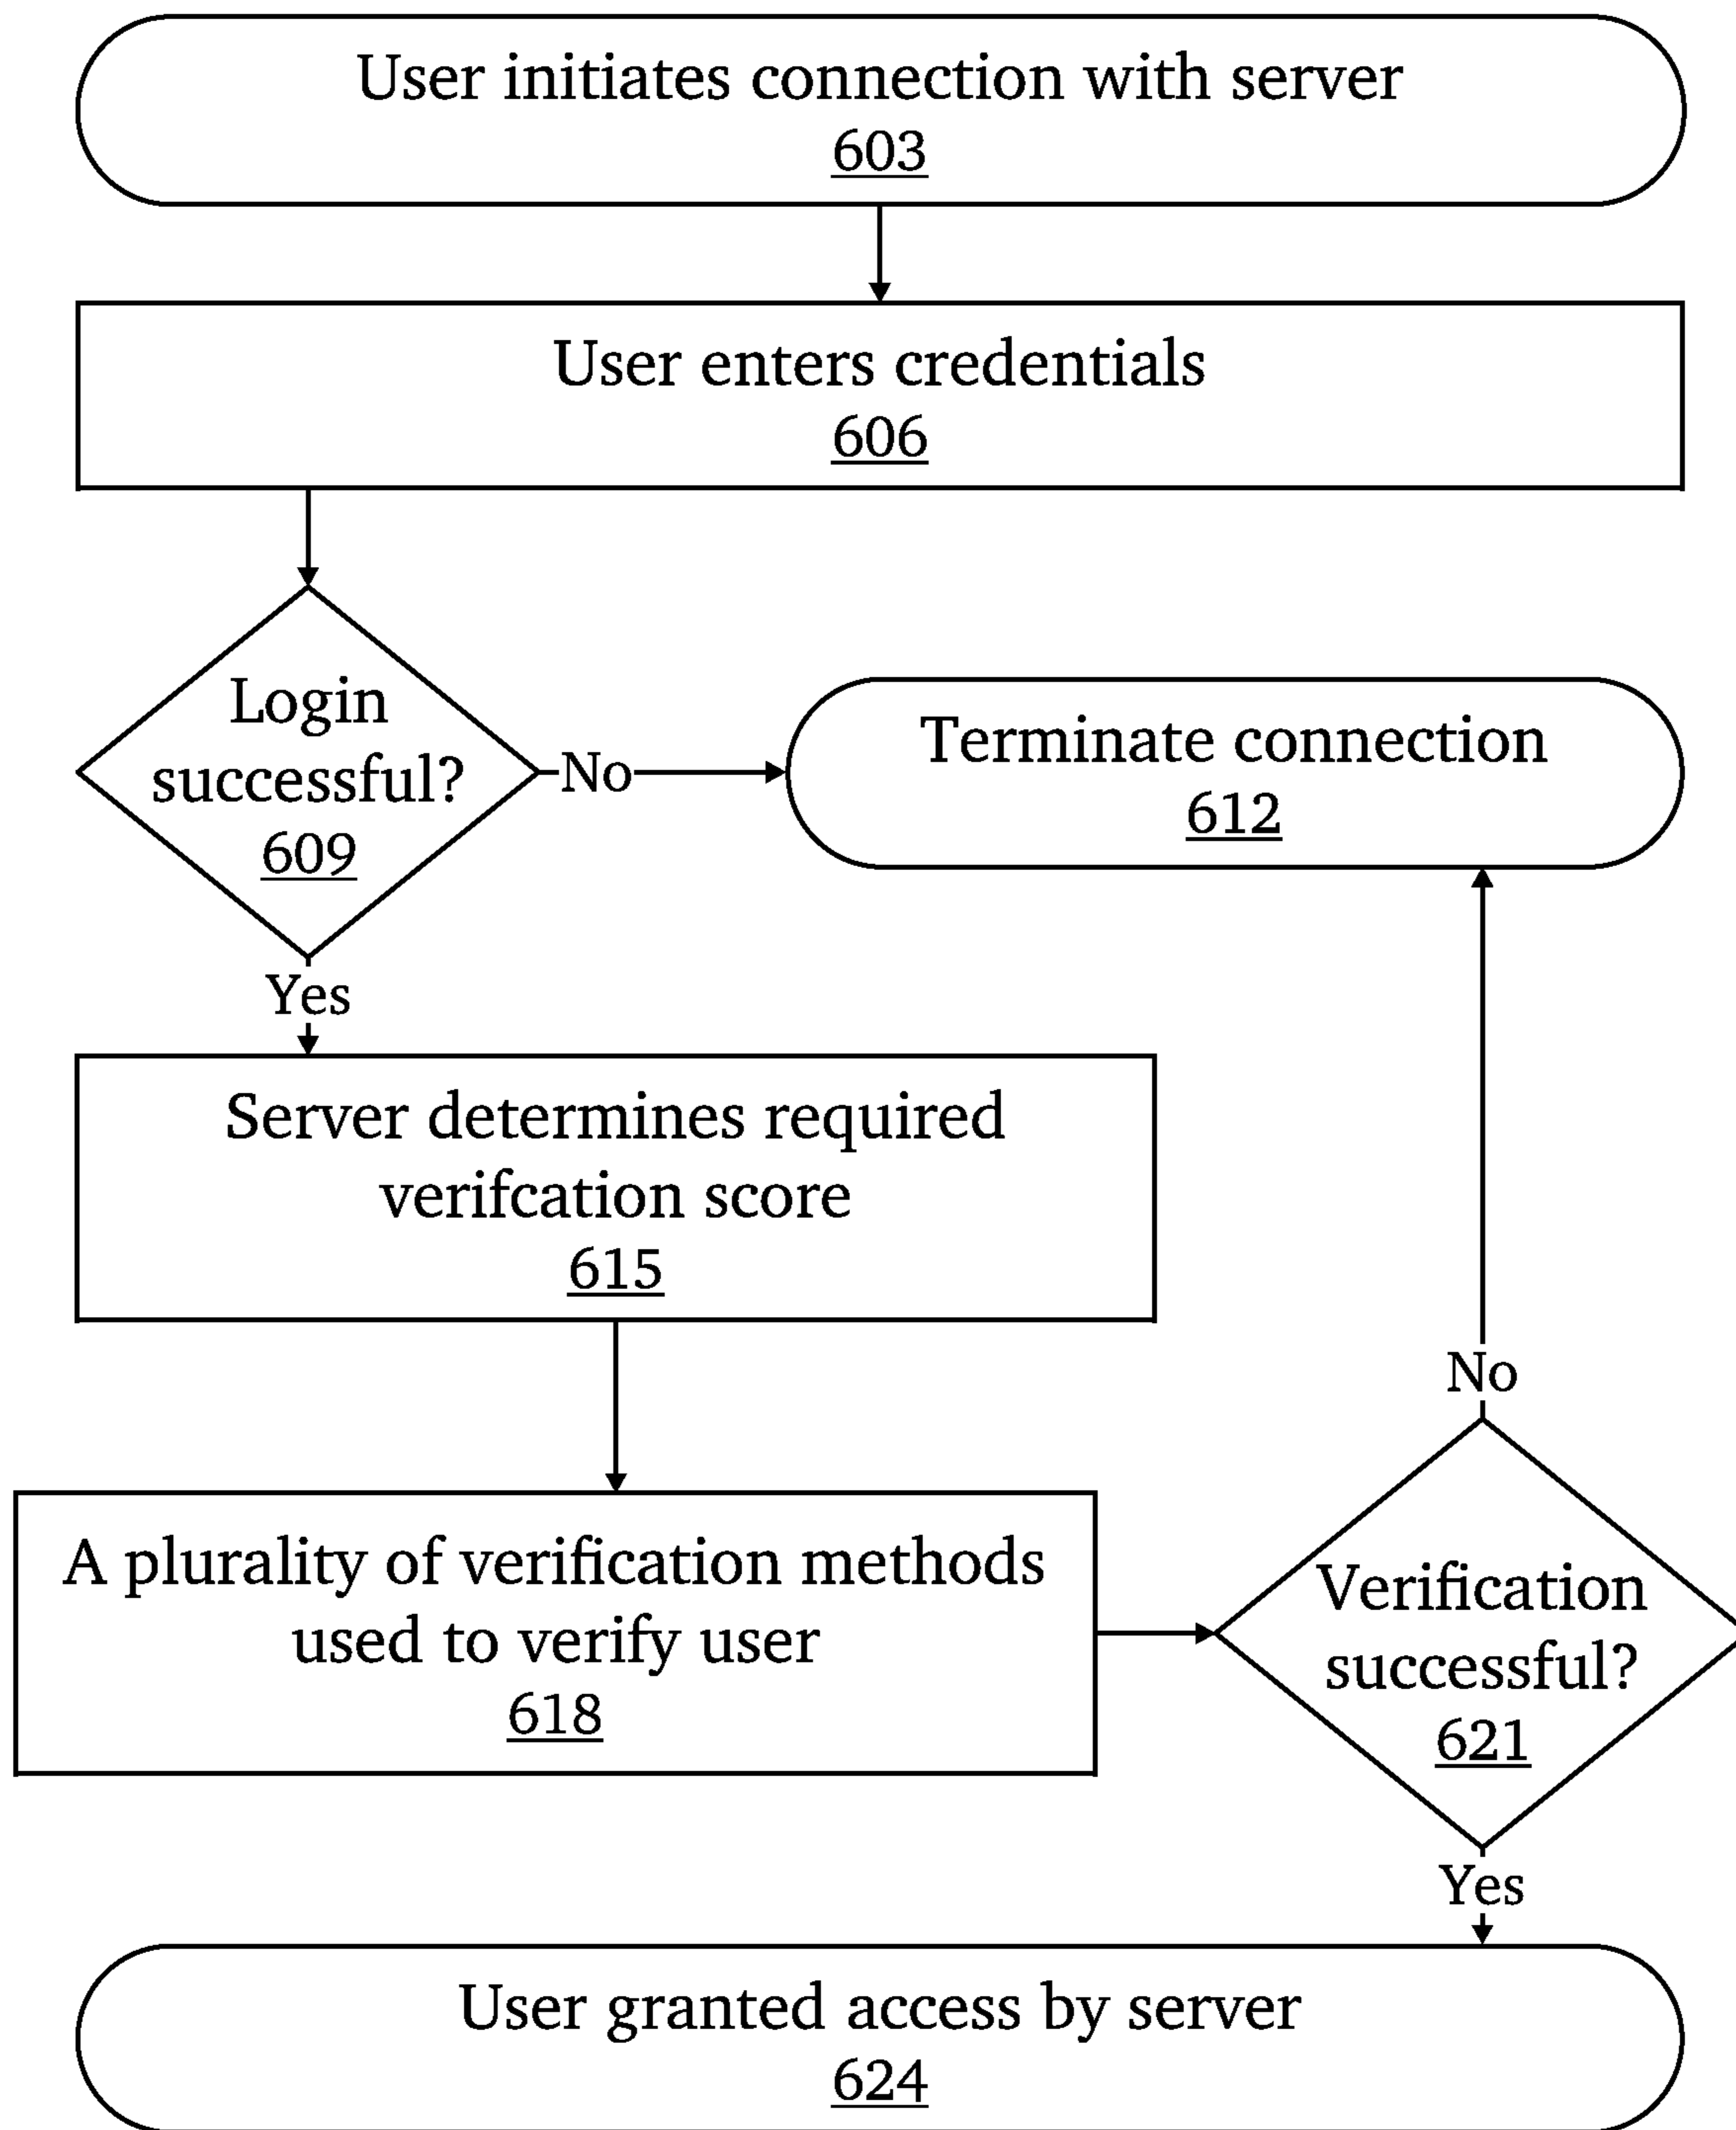 User initiates connection with server
603
User enters credentials
606
Login
successful?
609
No
Terminate connection
612
Yes
Server determines required
verifcation score
615
No
A plurality of verification methods
used to verify user
618
Verification
successful?
621
Yes
User granted access by server
624